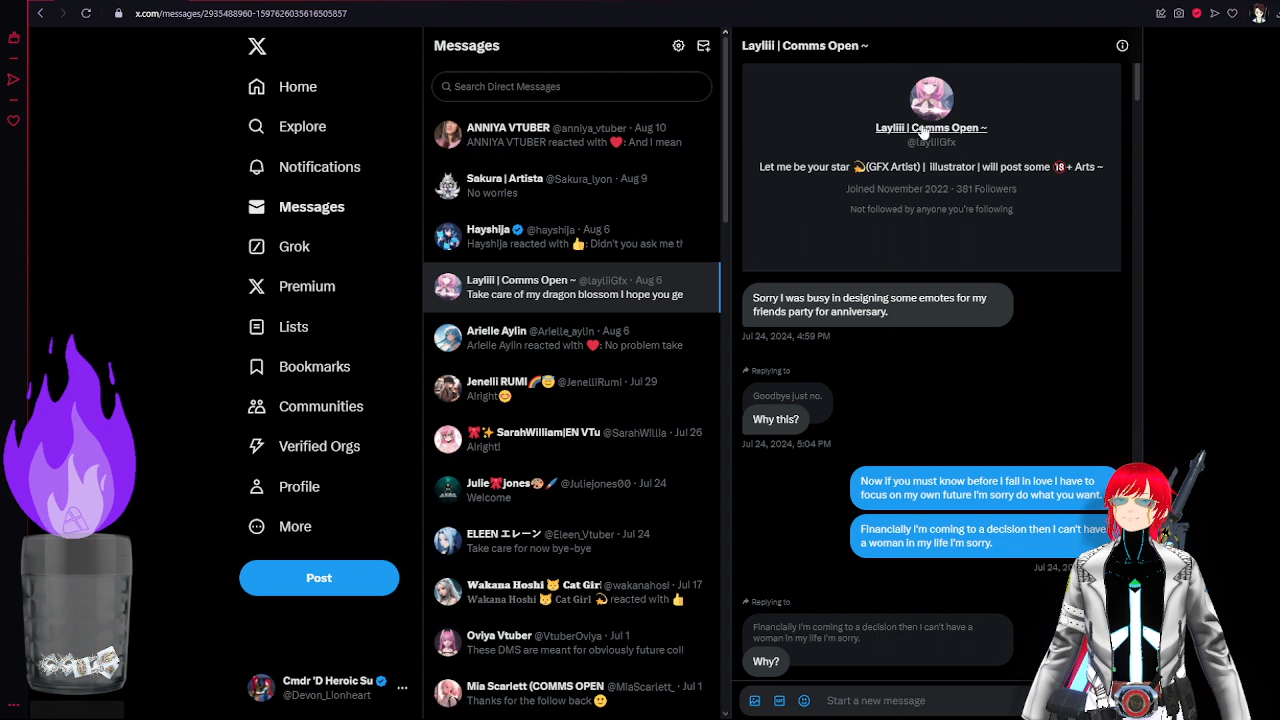 x.com/messages/2935488960-1597626035616505857
Home
Explore
Notifications
Messages
Grok
Premium
Lists
Bookmarks
Communities
Verified Orgs
Profile
More
Post
Cmdr 'D Heroic Su
@Devon_Lionheart
Messages
Search Direct Messages
ANNIYA VTUBER @anniya_vtuber · Aug 10
ANNIYA VTUBER reacted with ❤️: And I mean
Sakura | Artista @Sakura_lyon · Aug 9
No worries
Hayshija @hayshija · Aug 6
Hayshija reacted with 👍: Didn't you ask me th
Layliii | Comms Open ~ @layliiGfx · Aug 6
Take care of my dragon blossom I hope you ge
Arielle Aylin @Arielle_aylin · Aug 6
Arielle Aylin reacted with ❤️: No problem take
Jenelli RUMI🌈😇 @JenelliRumi · Jul 29
Alright😊
🎀✨ SarahWilliam|EN VTu @SarahWillia · Jul 26
Alright!
Julie🎀jones🎨🖌️ @Juliejones00 · Jul 24
Welcome
ELEEN エレーン @Eleen_Vtuber · Jul 24
Take care for now bye-bye
𝐖𝐚𝐤𝐚𝐧𝐚 𝐇𝐨𝐬𝐡𝐢 😺 𝐂𝐚𝐭 𝐆𝐢𝐫𝐥 @wakanahosi · Jul 17
𝐖𝐚𝐤𝐚𝐧𝐚 𝐇𝐨𝐬𝐡𝐢 😺 𝐂𝐚𝐭 𝐆𝐢𝐫𝐥 💫 reacted with 👍
Oviya Vtuber @VtuberOviya · Jul 1
These DMS are meant for obviously future coll
Mia Scarlett (COMMS OPEN @MiaScarlett_ · Jul 1
Thanks for the follow back 🙂
Layliii | Comms Open ~
Layliii | Comms Open ~
@layliiGfx
Let me be your star 💫(GFX Artist) | illustrator | will post some 🔞+ Arts ~
Joined November 2022 · 381 Followers
Not followed by anyone you're following
Sorry I was busy in designing some emotes for my
friends party for anniversary.
Jul 24, 2024, 4:59 PM
Replying to
Goodbye just no.
Why this?
Jul 24, 2024, 5:04 PM
Now if you must know before I fall in love I have to
focus on my own future I'm sorry do what you want.
Financially I'm coming to a decision then I can't have
a woman in my life I'm sorry.
Jul 24, 20
Replying to
Financially I'm coming to a decision then I can't have a
woman in my life I'm sorry.
Why?
Start a new message